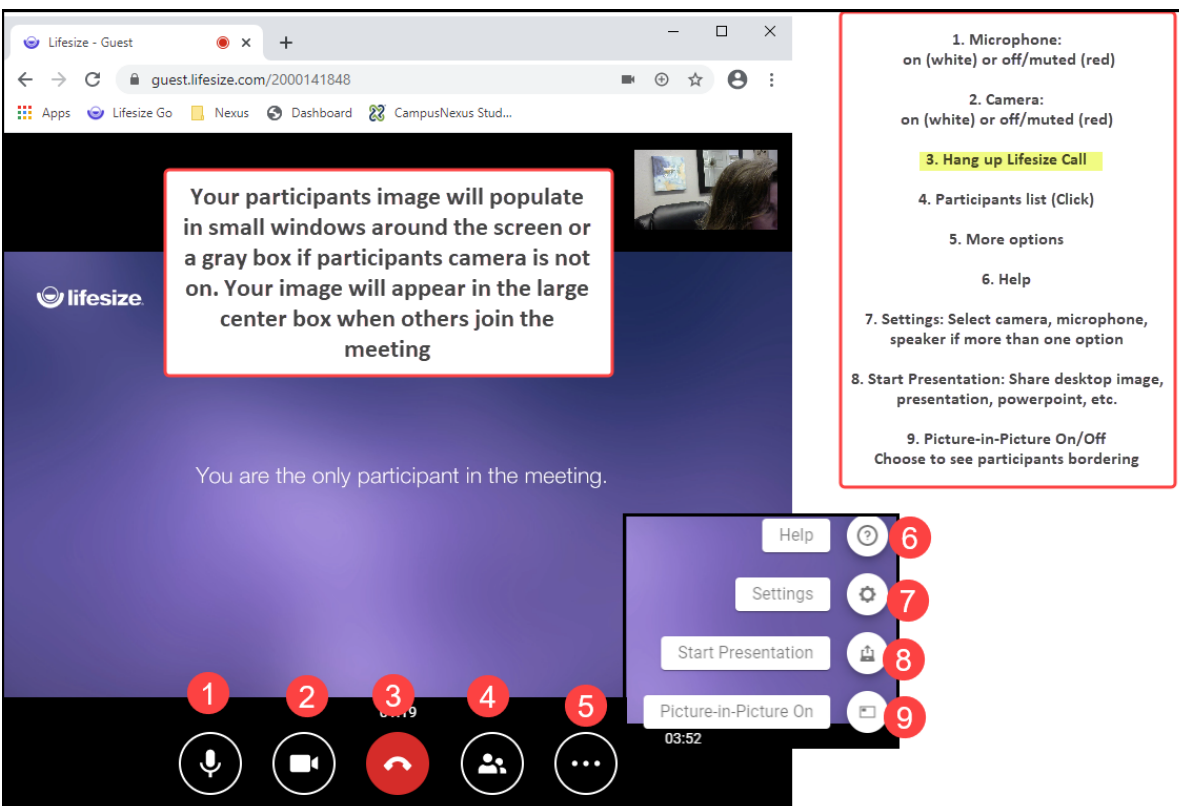 Lifesize - Guest
guest.lifesize.com/2000141848
Apps Lifesize Go Nexus Dashboard CampusNexus Stud...
Your participants image will populate
in small windows around the screen or
a gray box if participants camera is not
on. Your image will appear in the large
center box when others join the
meeting
lifesize
You are the only participant in the meeting.
1
2
3
4
5
Help
6
Settings
7
Start Presentation
8
Picture-in-Picture On
9
03:52
1. Microphone:
on (white) or off/muted (red)
2. Camera:
on (white) or off/muted (red)
3. Hang up Lifesize Call
4. Participants list (Click)
5. More options
6. Help
7. Settings: Select camera, microphone,
speaker if more than one option
8. Start Presentation: Share desktop image,
presentation, powerpoint, etc.
9. Picture-in-Picture On/Off
Choose to see participants bordering